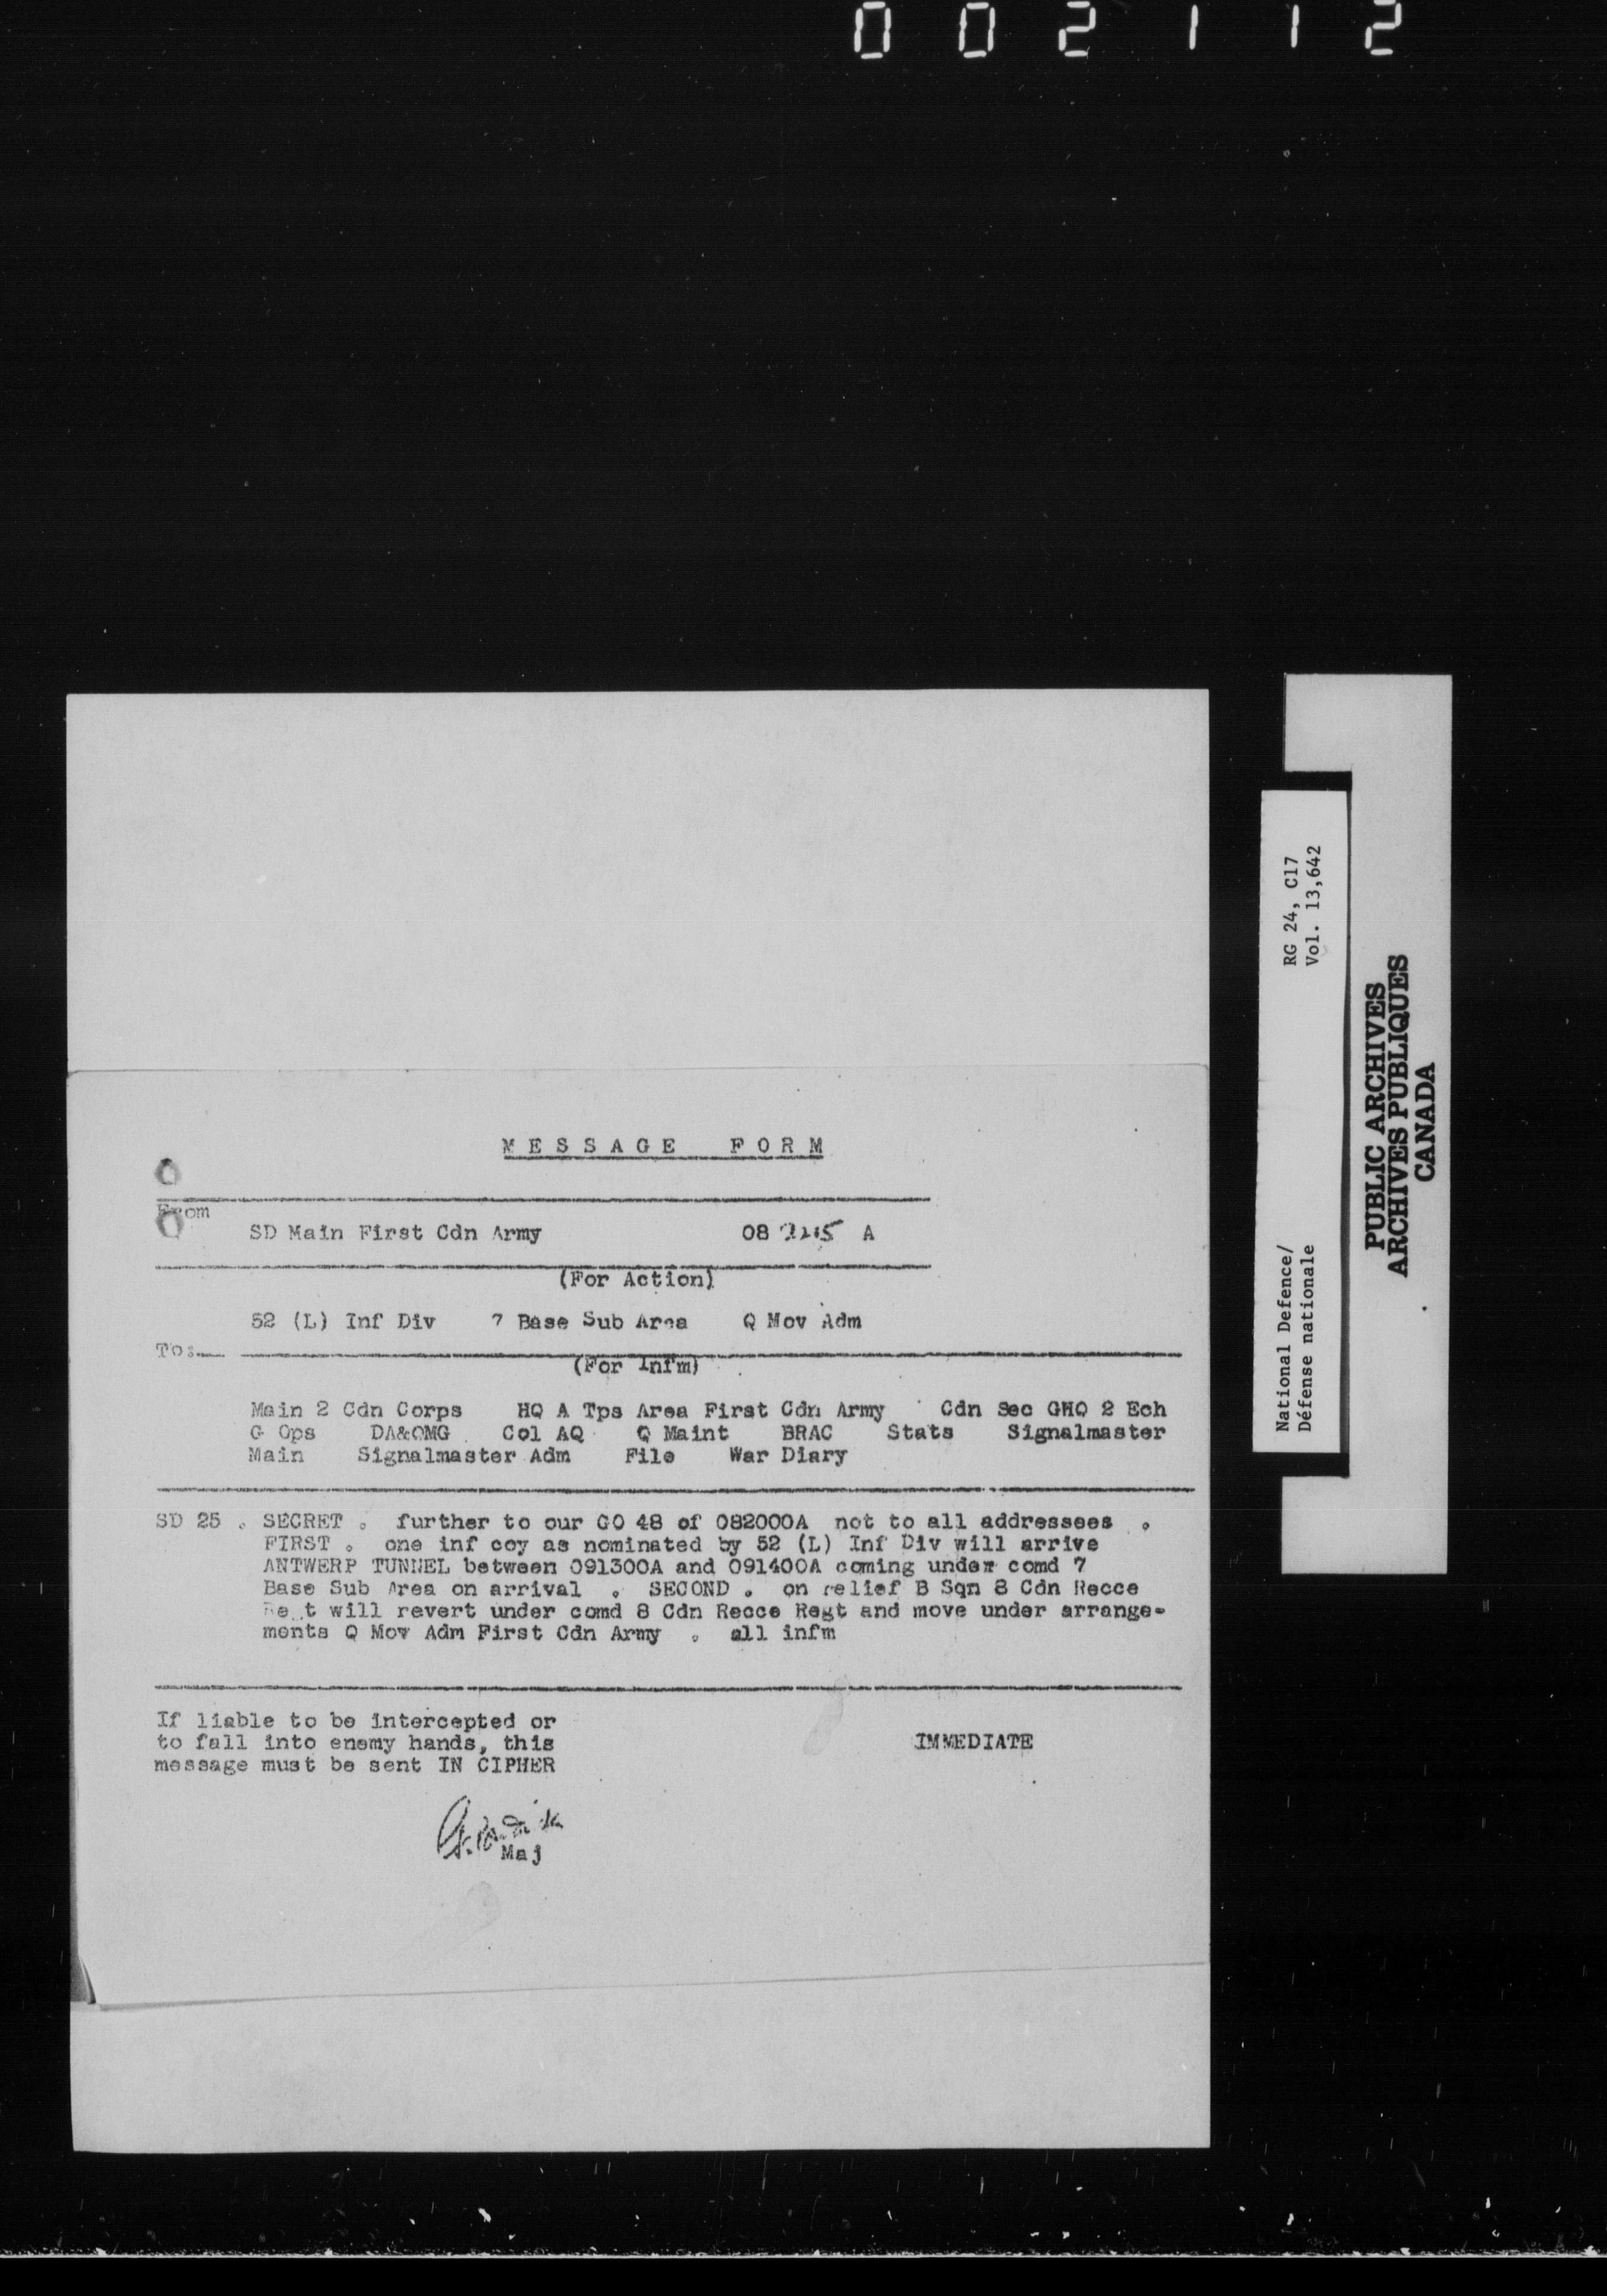 002112
MESSAGE FORM
From
SD Main First Cdn Army 08 A
(For Action)
52 (L) Inf Div 7 Base Sub Area Q Mov Adm
To:
(For Infm)
Main 2 Cdn Corps HQ A Tps Area First Cdn Army Cdn Sec GHQ 2 Ech
G Ops DA&QMG Col AQ Q Maint BRAC Stats Signalmaster
Main Signalmaster Adm File War Diary
SD 25 . SECRET . further to our GO 48 of 082000A not to all addressees .
FIRST . one inf coy as nominated by 52 (L) Inf Div will arrive
ANTWERP TUNNEL between 091300A and 091400A coming under comd 7
Base Sub Area on arrival . SECOND . on relief B Sqn 8 Cdn Recce
Regt will revert under comd 8 Cdn Recce Regt and move under arrange-
ments Q Mov Adm First Cdn Army . all infm
If liable to be intercepted or
to fall into enemy hands, this
message must be sent IN CIPHER
IMMEDIATE
Maj
National Defence/
Défense nationale
RG 24, C17
Vol. 13,642
PUBLIC ARCHIVES
ARCHIVES PUBLIQUES
CANADA